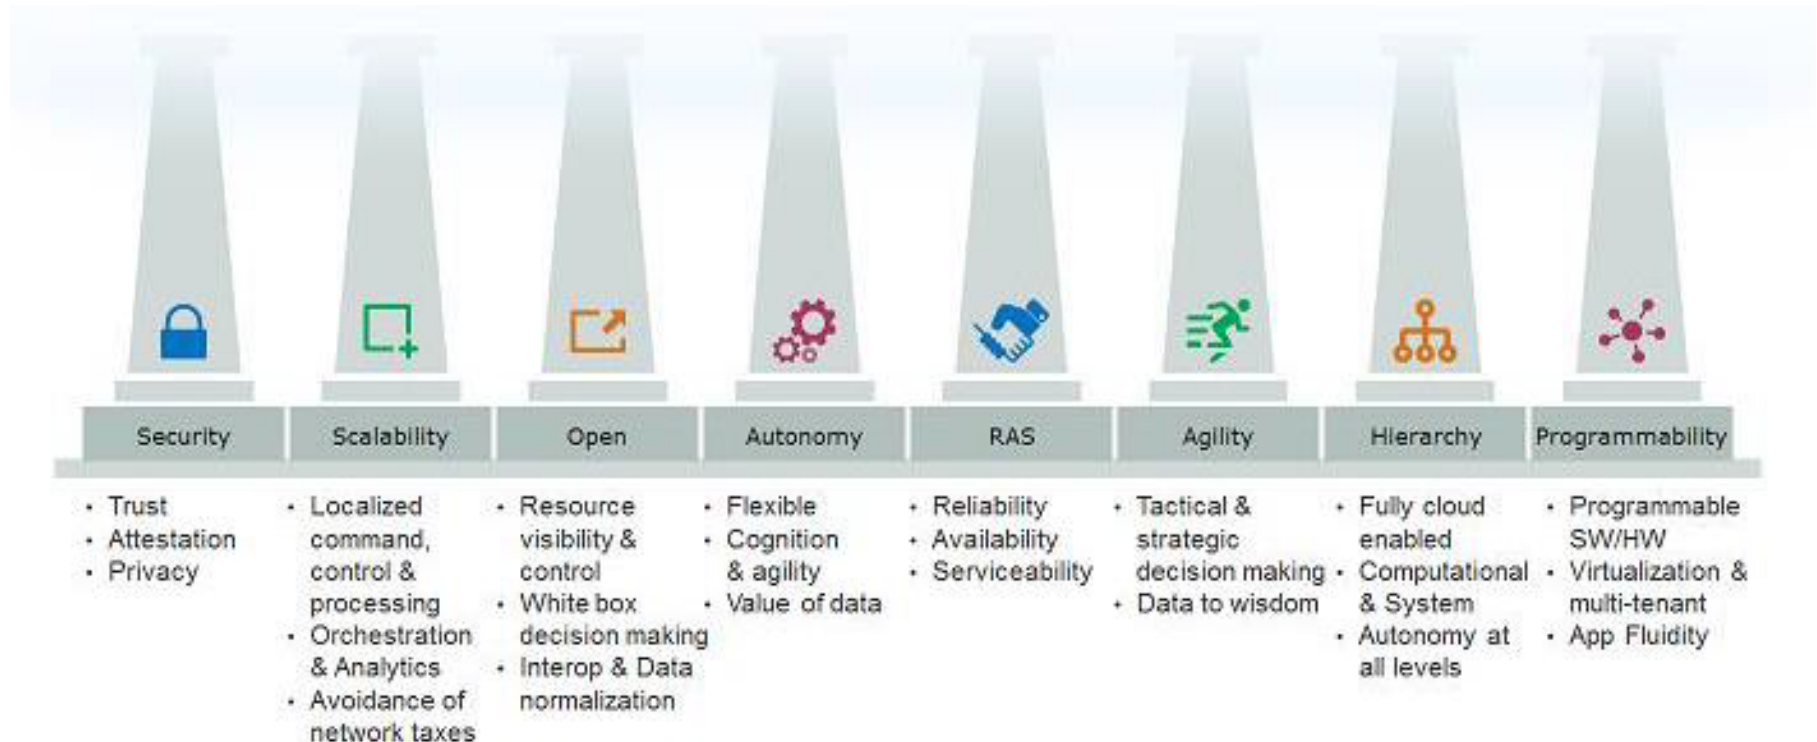 Security
Scalability
Open
Autonomy
RAS
Agility
Hierarchy
Programmability
• Trust
• Attestation
• Privacy
• Localized
command,
control &
processing
• Orchestration
& Analytics
• Avoidance of
network taxes
• Resource
visibility &
control
• White box
decision making
• Interop & Data
normalization
• Flexible
• Cognition
& agility
• Value of data
• Reliability
• Availability
• Serviceability
• Tactical &
strategic
decision making
• Data to wisdom
• Fully cloud
enabled
• Computational
& System
• Autonomy at
all levels
• Programmable
SW/HW
• Virtualization &
multi-tenant
• App Fluidity